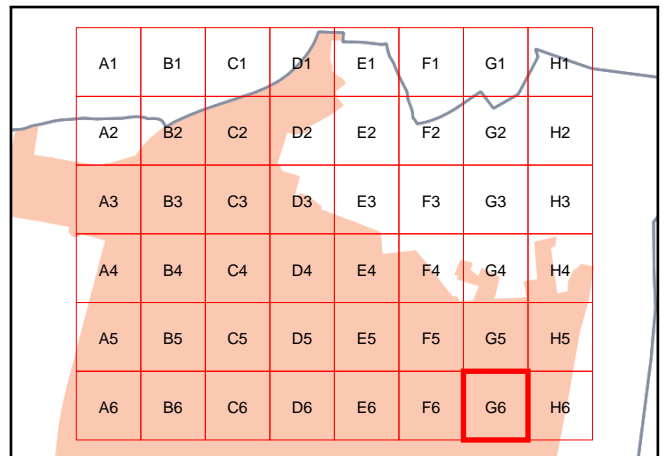 A1 B1 C1 D1 E1 F1 G1 H1
A2 B2 C2 D2 E2 F2 G2 H2
A3 B3 C3 D3 E3 F3 G3 H3
A4 B4 C4 D4 E4 F4 G4 H4
A5 B5 C5 D5 E5 F5 G5 H5
A6 B6 C6 D6 E6 F6 G6 H6